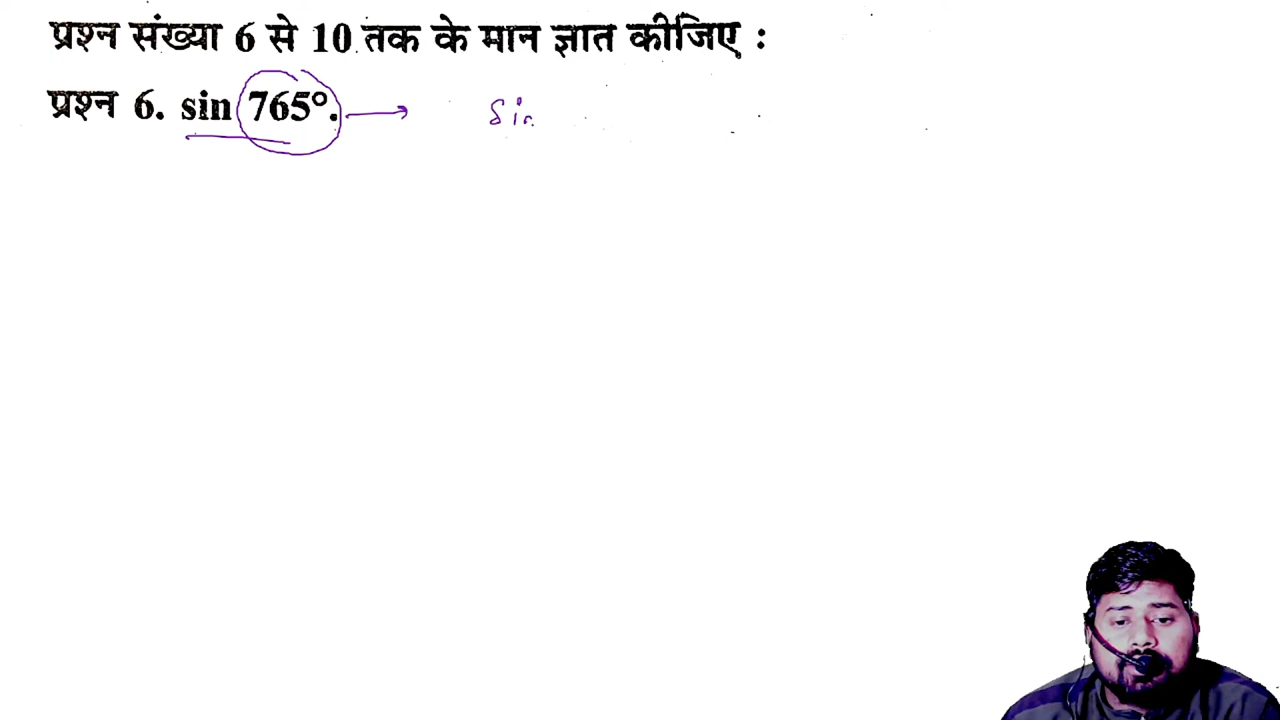 प्रश्न संख्या 6 से 10 तक के मान ज्ञात कीजिए :
प्रश्न 6. sin 765°. → sin